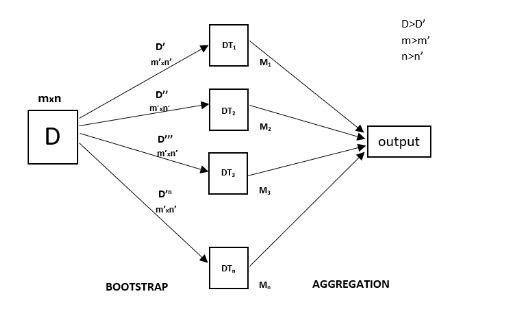 D>D'
m>m'
n>n'
mxn
D
D'
m'xn'
D''
m'xn'
D'''
m'xn'
D'ⁿ
m'xn'
DT₁
DT₂
DT₃
DTₙ
M₁
M₂
M₃
Mₙ
output
BOOTSTRAP
AGGREGATION